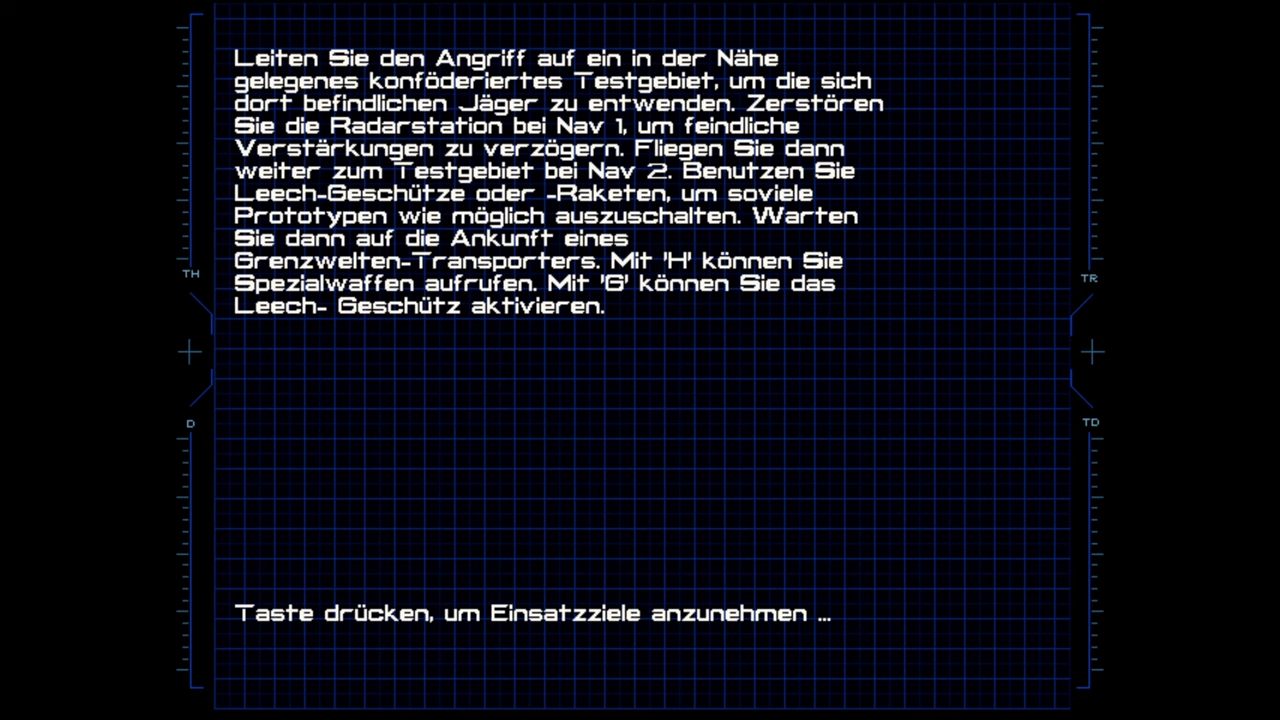 Leiten Sie den Angriff auf ein in der Nähe
gelegenes konföderiertes Testgebiet, um die sich
dort befindlichen Jäger zu entwenden. Zerstören
Sie die Radarstation bei Nav 1, um feindliche
Verstärkungen zu verzögern. Fliegen Sie dann
weiter zum Testgebiet bei Nav 2. Benutzen Sie
Leech-Geschütze oder -Raketen, um soviele
Prototypen wie möglich auszuschalten. Warten
Sie dann auf die Ankunft eines
Grenzwelten-Transporters. Mit 'H' können Sie
Spezialwaffen aufrufen. Mit 'G' können Sie das
Leech- Geschütz aktivieren.
TH
TR
D
TD
Taste drücken, um Einsatzziele anzunehmen ...